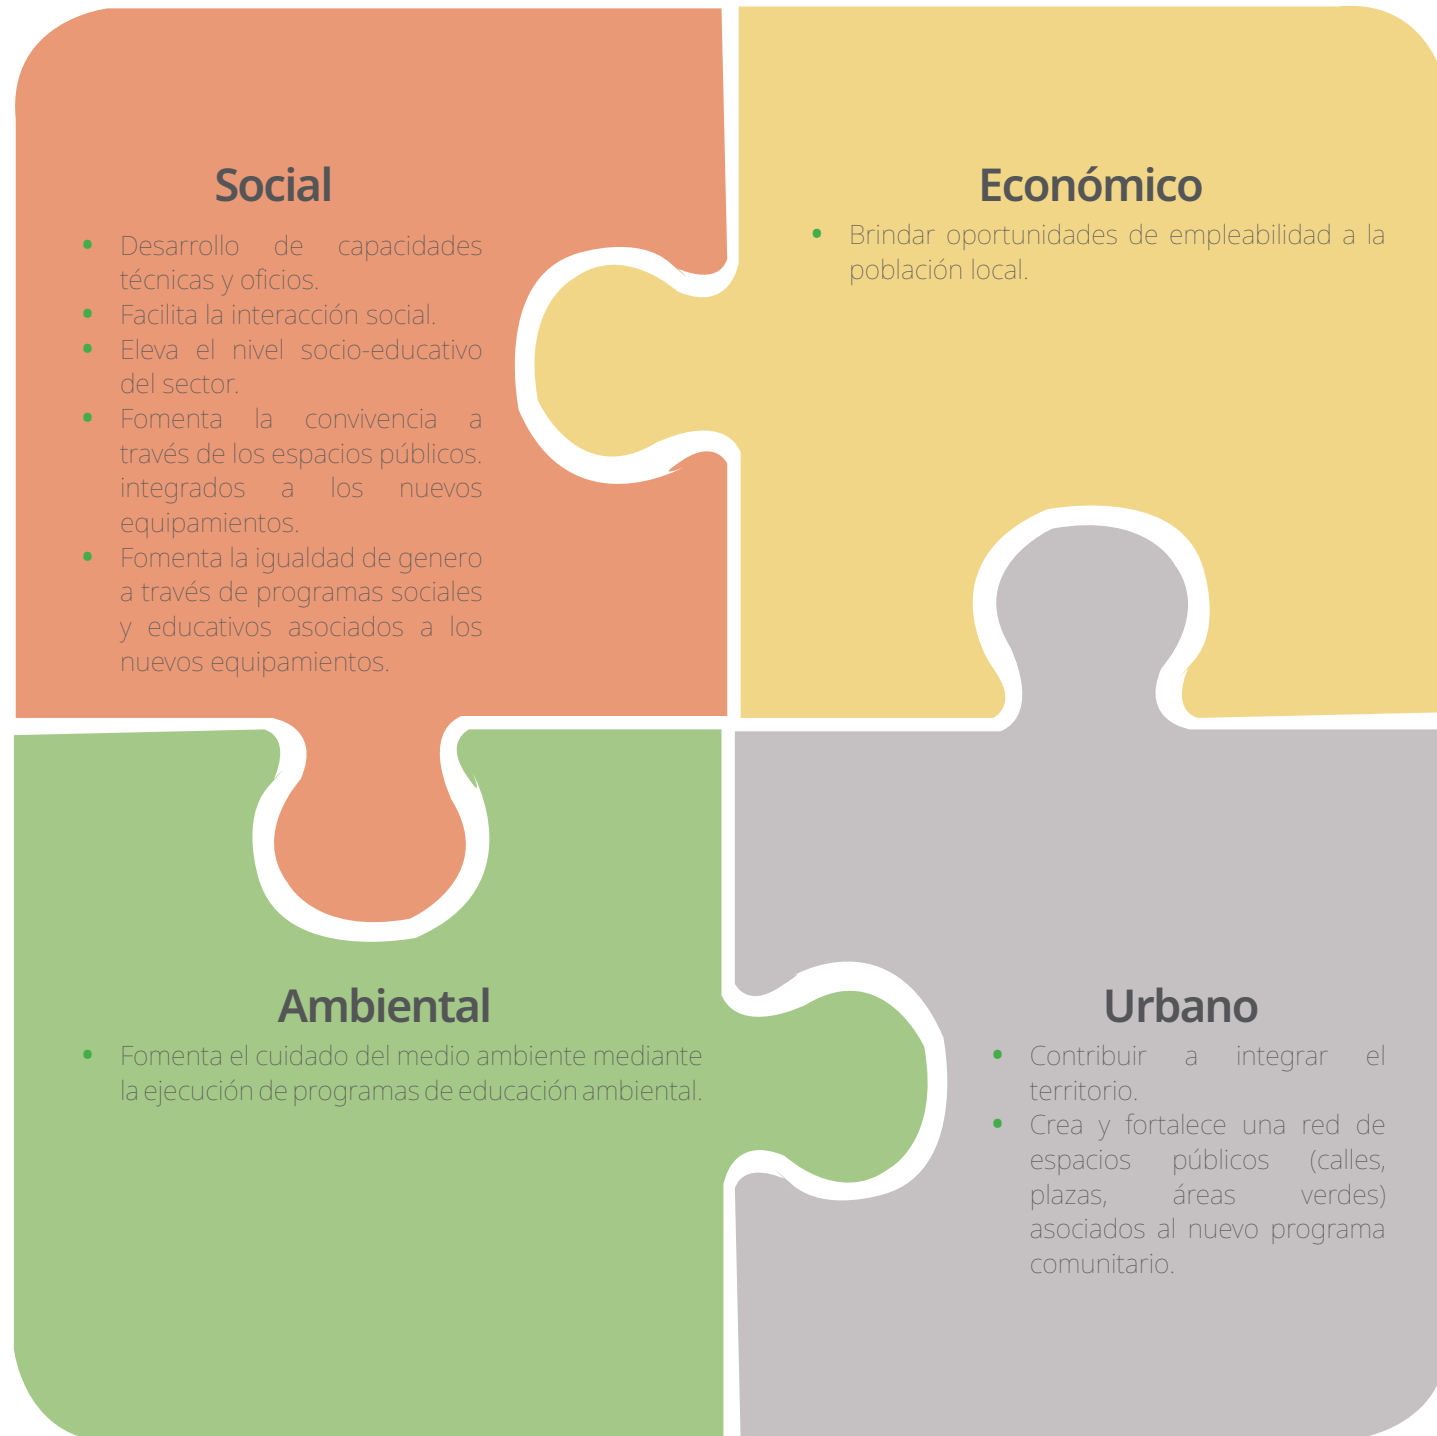 Social
• Desarrollo de capacidades
técnicas y oficios.
• Facilita la interacción social.
• Eleva el nivel socio-educativo
del sector.
• Fomenta la convivencia a
través de los espacios públicos.
integrados a los nuevos
equipamientos.
• Fomenta la igualdad de genero
a través de programas sociales
y educativos asociados a los
nuevos equipamientos.
Económico
• Brindar oportunidades de empleabilidad a la
población local.
Ambiental
• Fomenta el cuidado del medio ambiente mediante
la ejecución de programas de educación ambiental.
Urbano
• Contribuir a integrar el
territorio.
• Crea y fortalece una red de
espacios públicos (calles,
plazas, áreas verdes)
asociados al nuevo programa
comunitario.